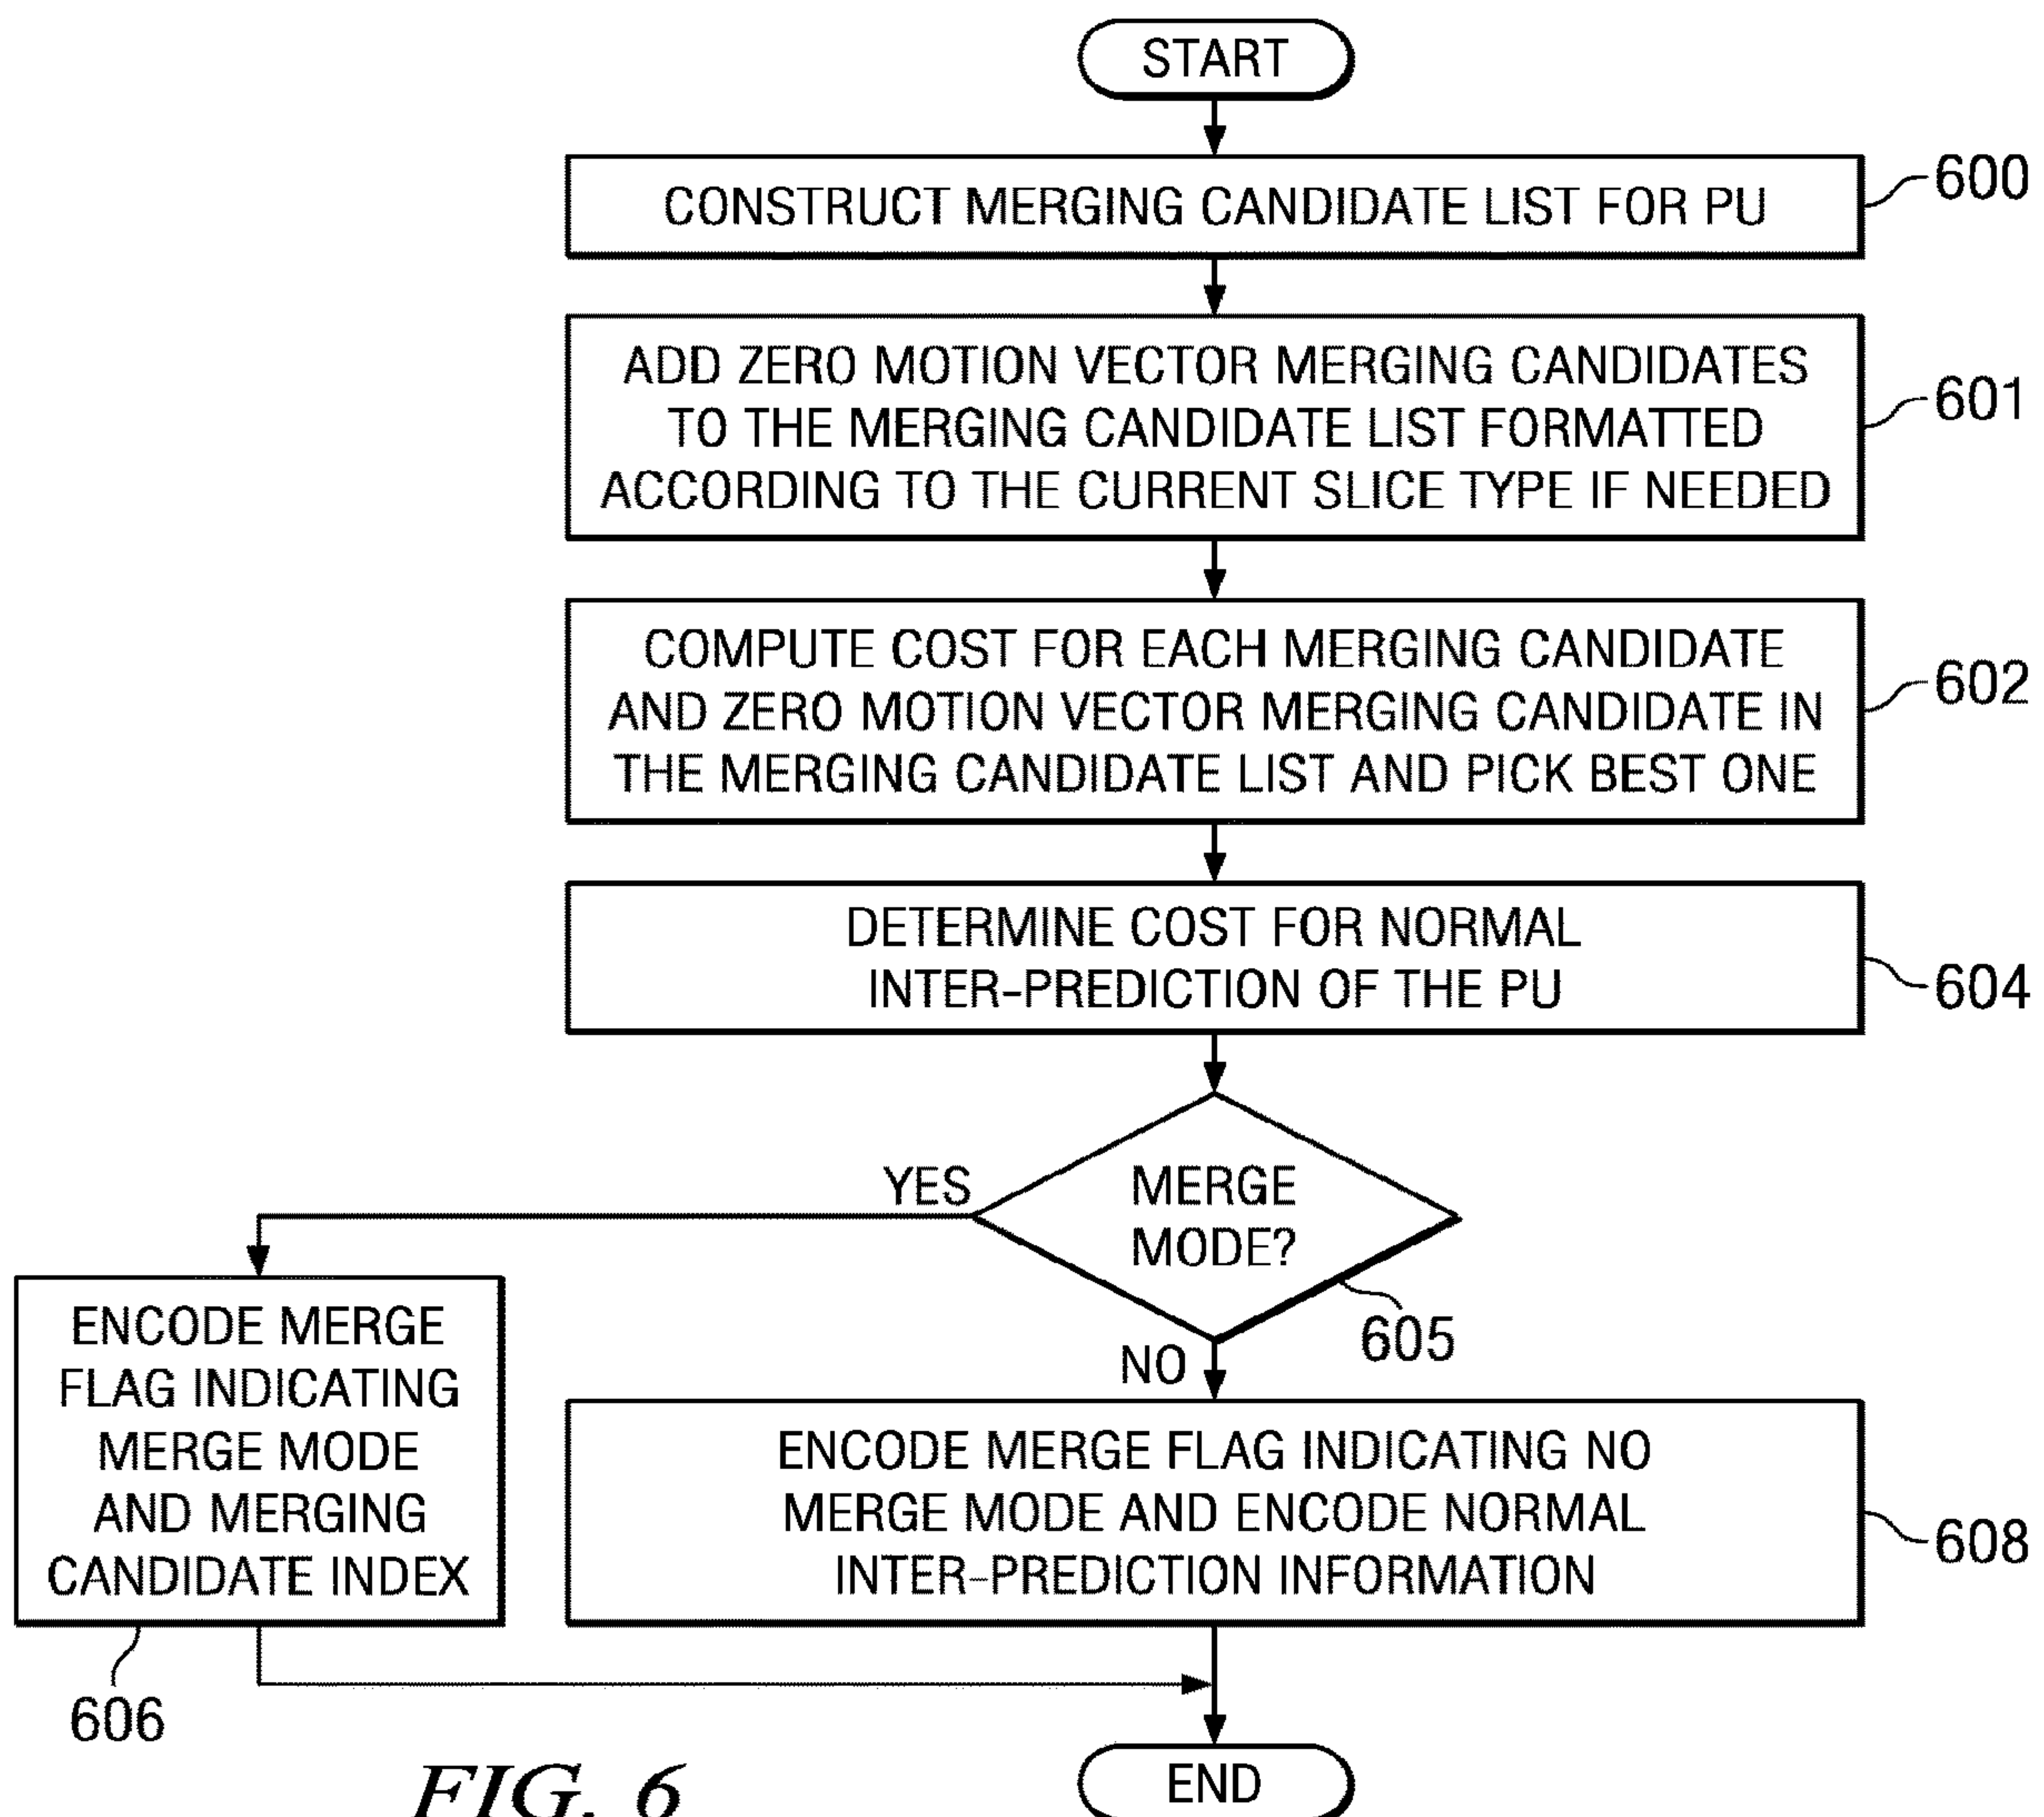 START
CONSTRUCT MERGING CANDIDATE LIST FOR PU
600
ADD ZERO MOTION VECTOR MERGING CANDIDATES
TO THE MERGING CANDIDATE LIST FORMATTED
ACCORDING TO THE CURRENT SLICE TYPE IF NEEDED
601
COMPUTE COST FOR EACH MERGING CANDIDATE
AND ZERO MOTION VECTOR MERGING CANDIDATE IN
THE MERGING CANDIDATE LIST AND PICK BEST ONE
602
DETERMINE COST FOR NORMAL
INTER-PREDICTION OF THE PU
604
MERGE
MODE?
605
YES
NO
ENCODE MERGE
FLAG INDICATING
MERGE MODE
AND MERGING
CANDIDATE INDEX
606
ENCODE MERGE FLAG INDICATING NO
MERGE MODE AND ENCODE NORMAL
INTER-PREDICTION INFORMATION
608
END
FIG. 6